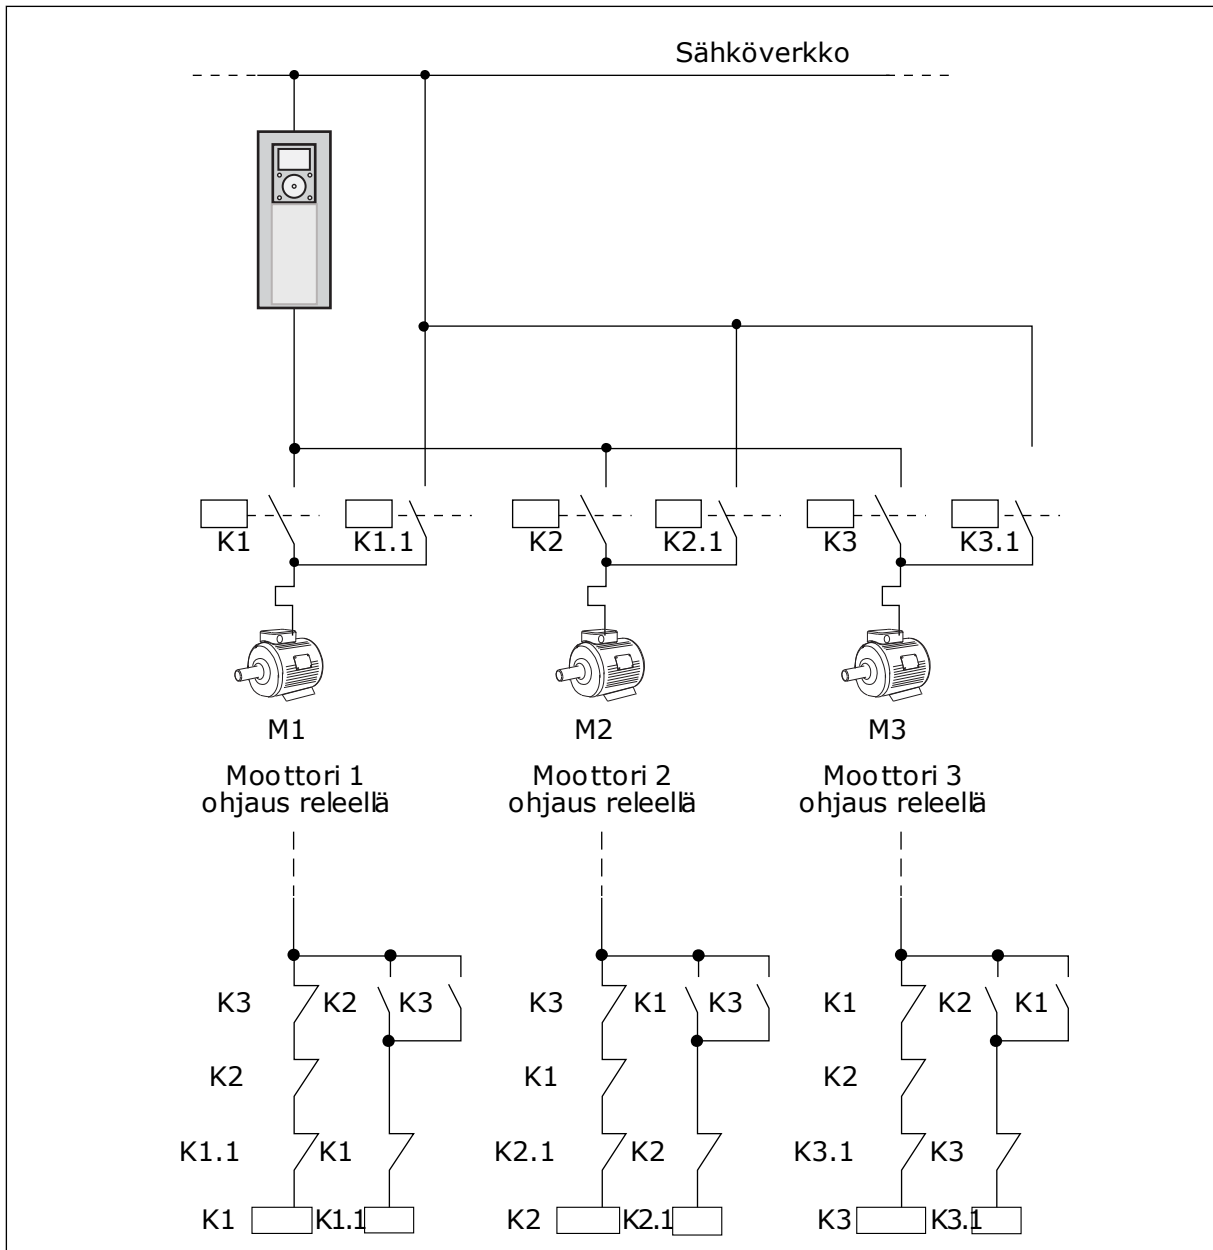 Sähköverkko
K1 K1.1 K2 K2.1 K3 K3.1
M1 M2 M3
Moottori 1 Moottori 2 Moottori 3
ohjaus releellä ohjaus releellä ohjaus releellä
K3 K2 K3 K3 K1 K3 K1 K2 K1
K2 K1 K2
K1.1 K1 K2.1 K2 K3.1 K3
K1 K1.1 K2 K2.1 K3 K3.1